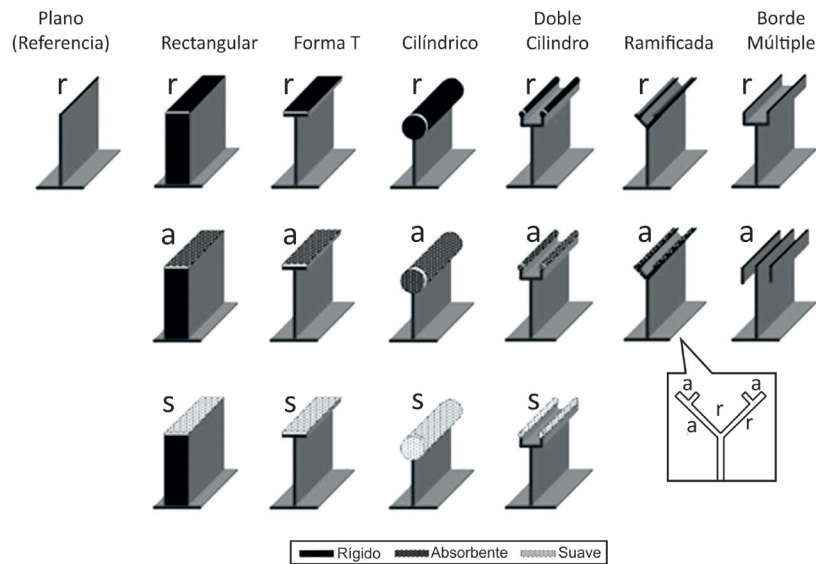 Plano
(Referencia)
Rectangular
Forma T
Cilíndrico
Doble
Cilindro
Ramificada
Borde
Múltiple
r r r r r r r
a a a a a a
a a
r
a r
s s s s
Rígido Absorbente Suave